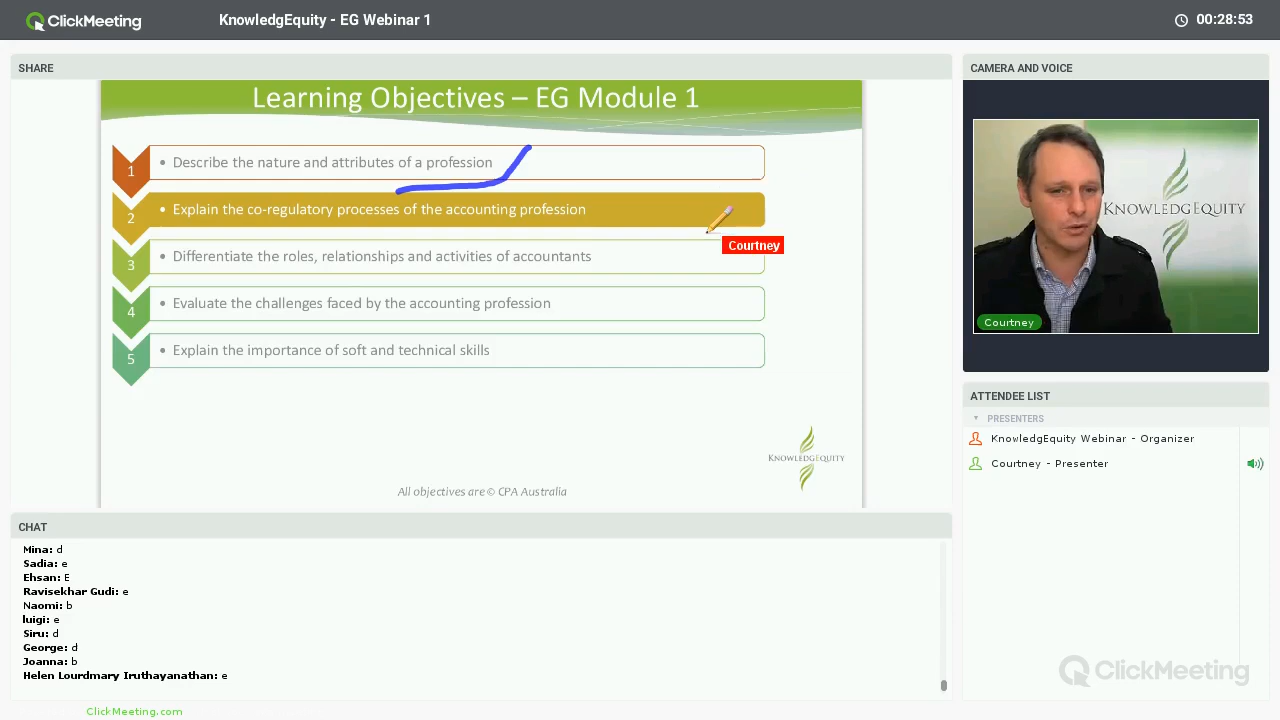 ClickMeeting
KnowledgEquity - EG Webinar 1
00:28:53
SHARE
Learning Objectives – EG Module 1
1
• Describe the nature and attributes of a profession
2
• Explain the co-regulatory processes of the accounting profession
Courtney
3
• Differentiate the roles, relationships and activities of accountants
4
• Evaluate the challenges faced by the accounting profession
5
• Explain the importance of soft and technical skills
KNOWLEDGEQUITY
All objectives are © CPA Australia
CAMERA AND VOICE
KNOWLEDGEQUITY
Courtney
ATTENDEE LIST
PRESENTERS
KnowledgEquity Webinar - Organizer
Courtney - Presenter
CHAT
Mina: d
Sadia: e
Ehsan: E
Ravisekhar Gudi: e
Naomi: b
luigi: e
Siru: d
George: d
Joanna: b
Helen Lourdmary Iruthayanathan: e
ClickMeeting
ClickMeeting.com